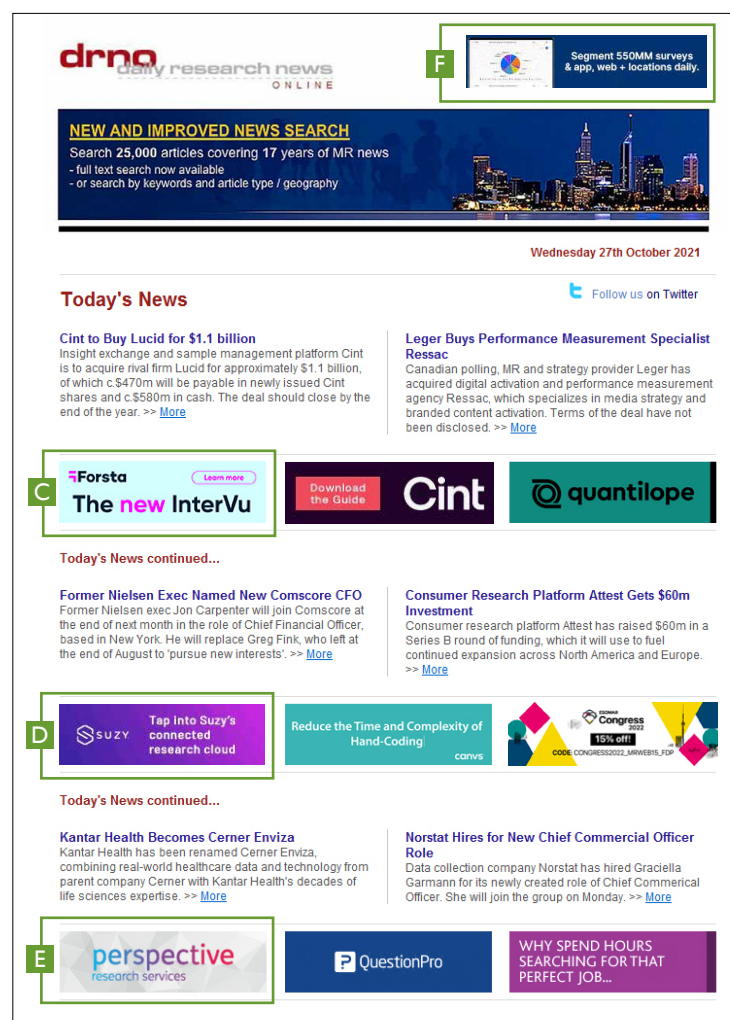 drno
daily research news
ONLINE
F
Segment 550MM surveys
& app, web + locations daily.
NEW AND IMPROVED NEWS SEARCH
Search 25,000 articles covering 17 years of MR news
- full text search now available
- or search by keywords and article type / geography
Wednesday 27th October 2021
Today's News
Follow us on Twitter
Cint to Buy Lucid for $1.1 billion
Insight exchange and sample management platform Cint
is to acquire rival firm Lucid for approximately $1.1 billion,
of which c.$470m will be payable in newly issued Cint
shares and c.$580m in cash. The deal should close by the
end of the year. >> More
Leger Buys Performance Measurement Specialist
Ressac
Canadian polling, MR and strategy provider Leger has
acquired digital activation and performance measurement
agency Ressac, which specializes in media strategy and
branded content activation. Terms of the deal have not
been disclosed. >> More
C
Forsta
Learn more
The new InterVu
Download
the Guide
Cint
quantilope
Today's News continued...
Former Nielsen Exec Named New Comscore CFO
Former Nielsen exec Jon Carpenter will join Comscore at
the end of next month in the role of Chief Financial Officer,
based in New York. He will replace Greg Fink, who left at
the end of August to 'pursue new interests'. >> More
Consumer Research Platform Attest Gets $60m
Investment
Consumer research platform Attest has raised $60m in a
Series B round of funding, which it will use to fuel
continued expansion across North America and Europe.
>> More
D
SUZY
Tap into Suzy's
connected
research cloud
Reduce the Time and Complexity of
Hand-Coding
canvs
ESOMAR
Congress
2022
15% off!
CODE: CONGRESS2022_MRWEB15_FDP
Today's News continued...
Kantar Health Becomes Cerner Enviza
Kantar Health has been renamed Cerner Enviza,
combining real-world healthcare data and technology from
parent company Cerner with Kantar Health's decades of
life sciences expertise. >> More
Norstat Hires for New Chief Commercial Officer
Role
Data collection company Norstat has hired Graciella
Garmann for its newly created role of Chief Commerical
Officer. She will join the group on Monday. >> More
E
perspective
research services
QuestionPro
WHY SPEND HOURS
SEARCHING FOR THAT
PERFECT JOB...